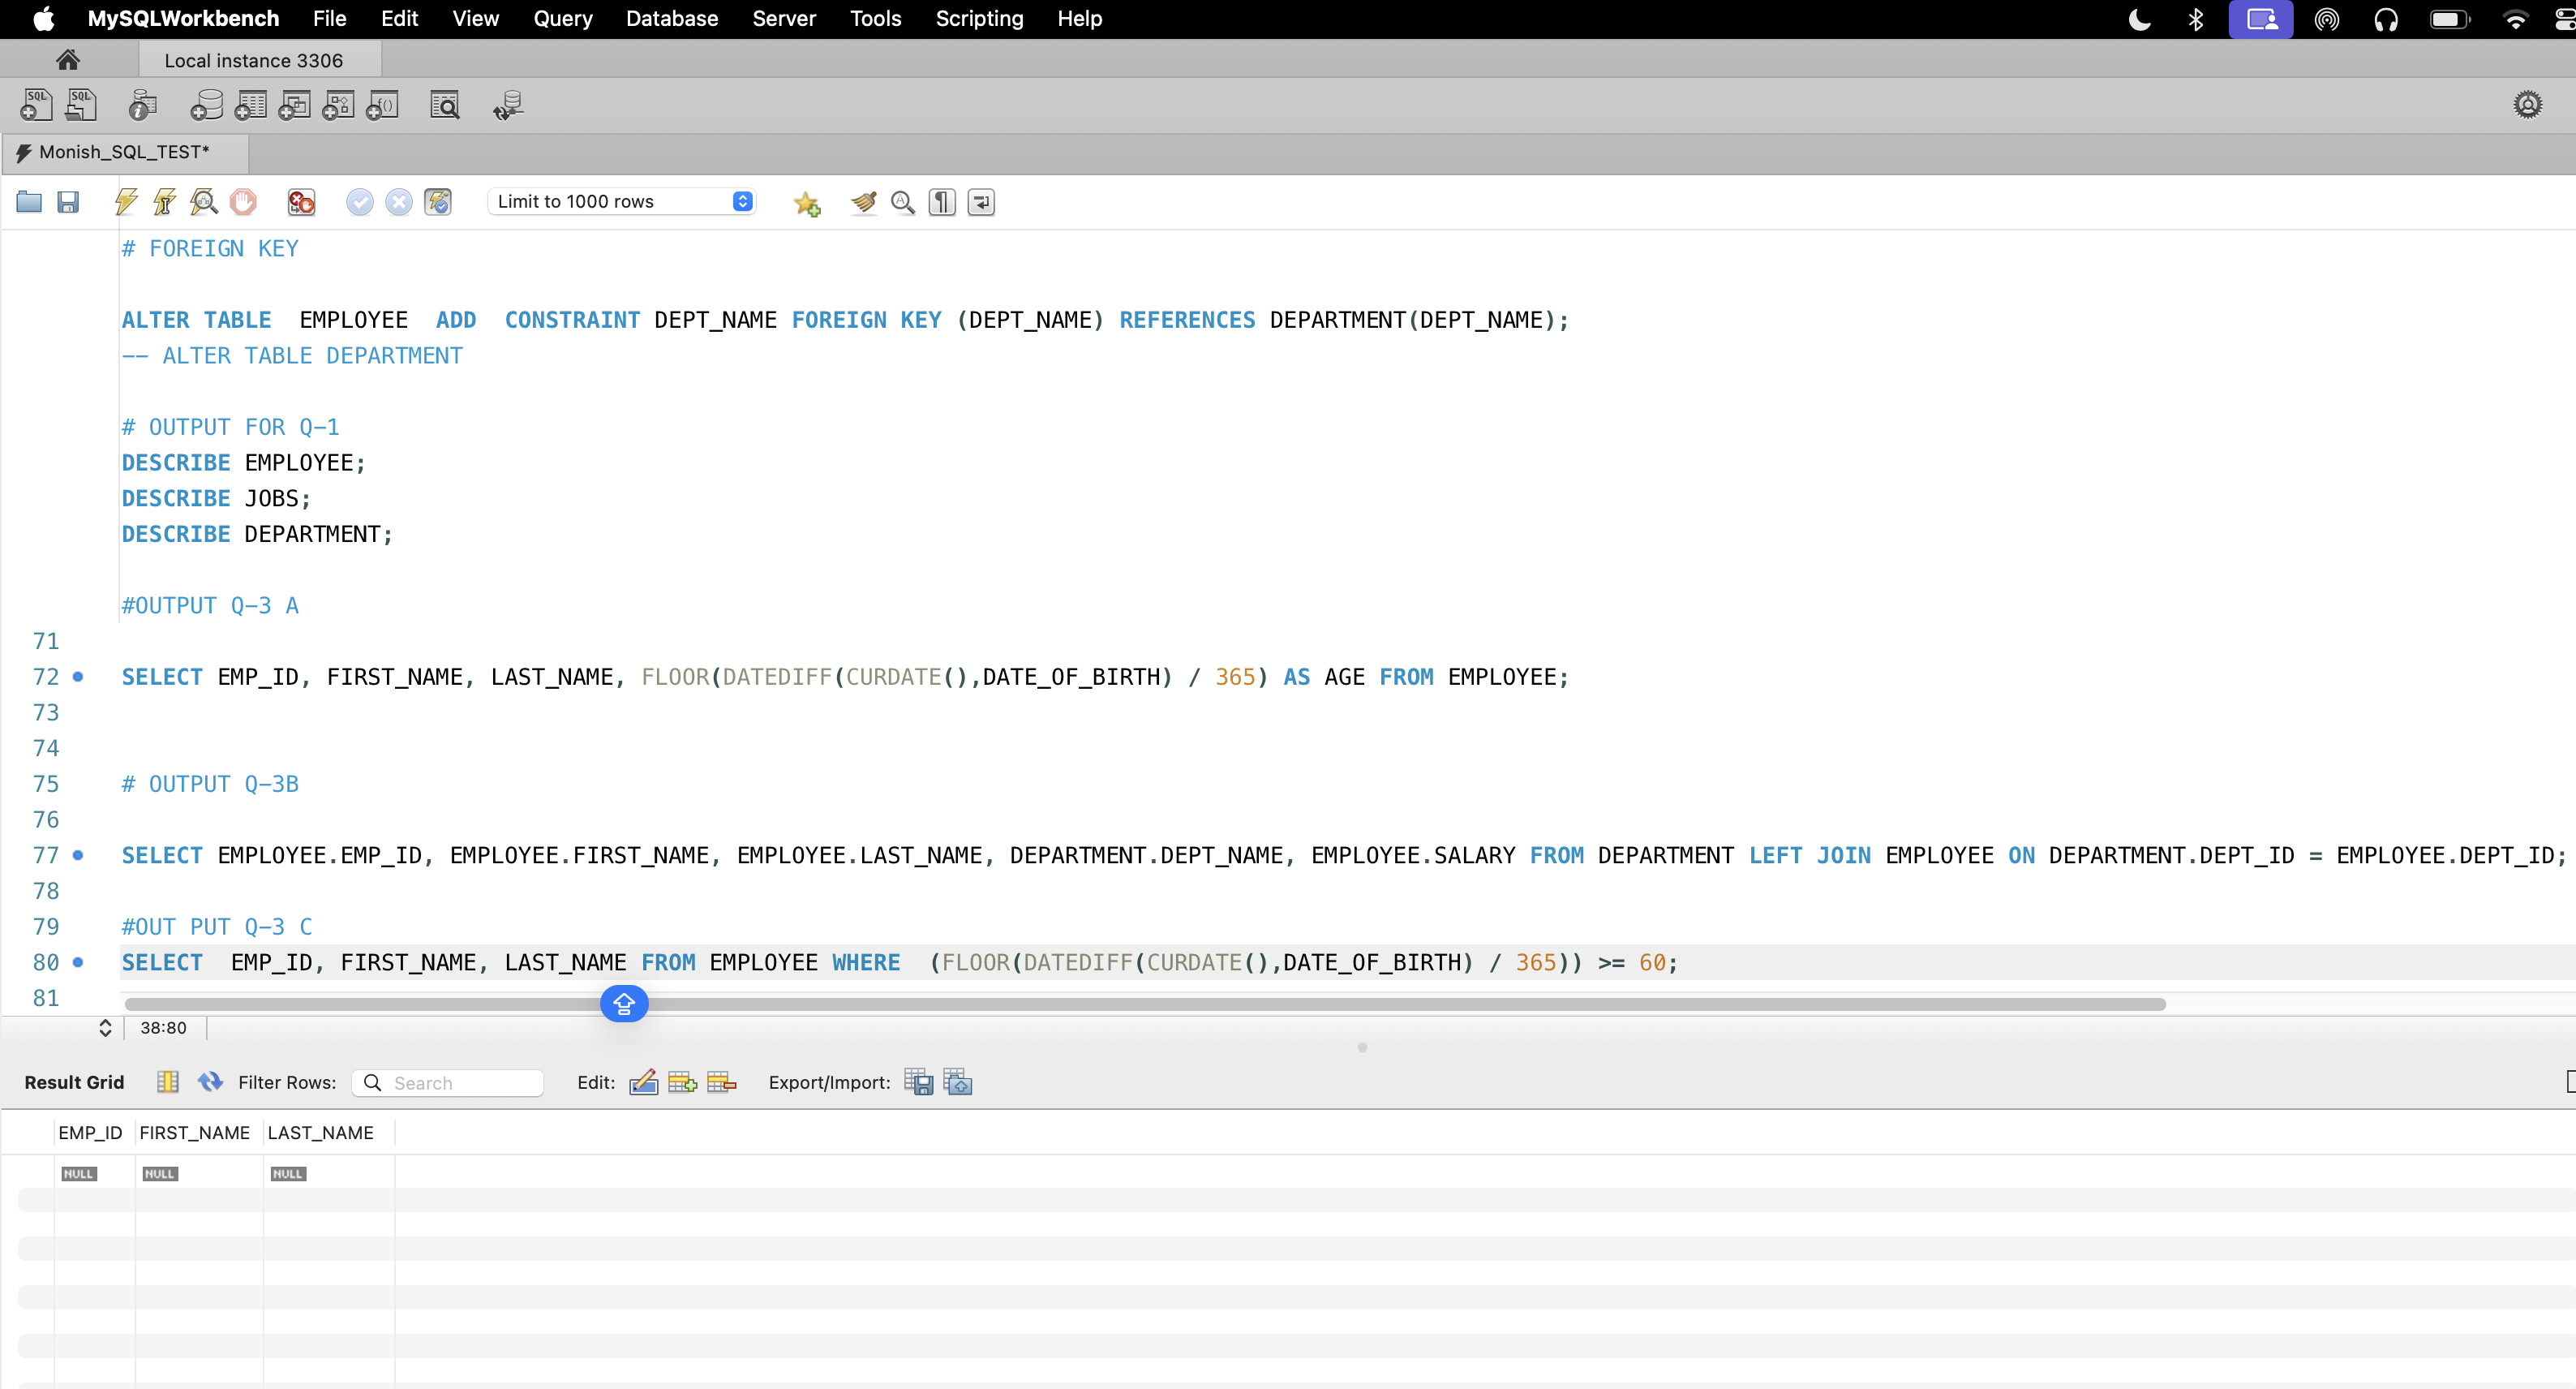 MySQLWorkbench File Edit View Query Database Server Tools Scripting Help
Local instance 3306
SQL SQL f()
Monish_SQL_TEST*
Limit to 1000 rows
# FOREIGN KEY
ALTER TABLE  EMPLOYEE  ADD  CONSTRAINT DEPT_NAME FOREIGN KEY (DEPT_NAME) REFERENCES DEPARTMENT(DEPT_NAME);
-- ALTER TABLE DEPARTMENT
# OUTPUT FOR Q-1
DESCRIBE EMPLOYEE;
DESCRIBE JOBS;
DESCRIBE DEPARTMENT;
#OUTPUT Q-3 A
71
72 SELECT EMP_ID, FIRST_NAME, LAST_NAME, FLOOR(DATEDIFF(CURDATE(),DATE_OF_BIRTH) / 365) AS AGE FROM EMPLOYEE;
73
74
75 # OUTPUT Q-3B
76
77 SELECT EMPLOYEE.EMP_ID, EMPLOYEE.FIRST_NAME, EMPLOYEE.LAST_NAME, DEPARTMENT.DEPT_NAME, EMPLOYEE.SALARY FROM DEPARTMENT LEFT JOIN EMPLOYEE ON DEPARTMENT.DEPT_ID = EMPLOYEE.DEPT_ID;
78
79 #OUT PUT Q-3 C
80 SELECT  EMP_ID, FIRST_NAME, LAST_NAME FROM EMPLOYEE WHERE  (FLOOR(DATEDIFF(CURDATE(),DATE_OF_BIRTH) / 365)) >= 60;
81
38:80
Result Grid Filter Rows: Search Edit: Export/Import:
EMP_ID FIRST_NAME LAST_NAME
NULL NULL NULL